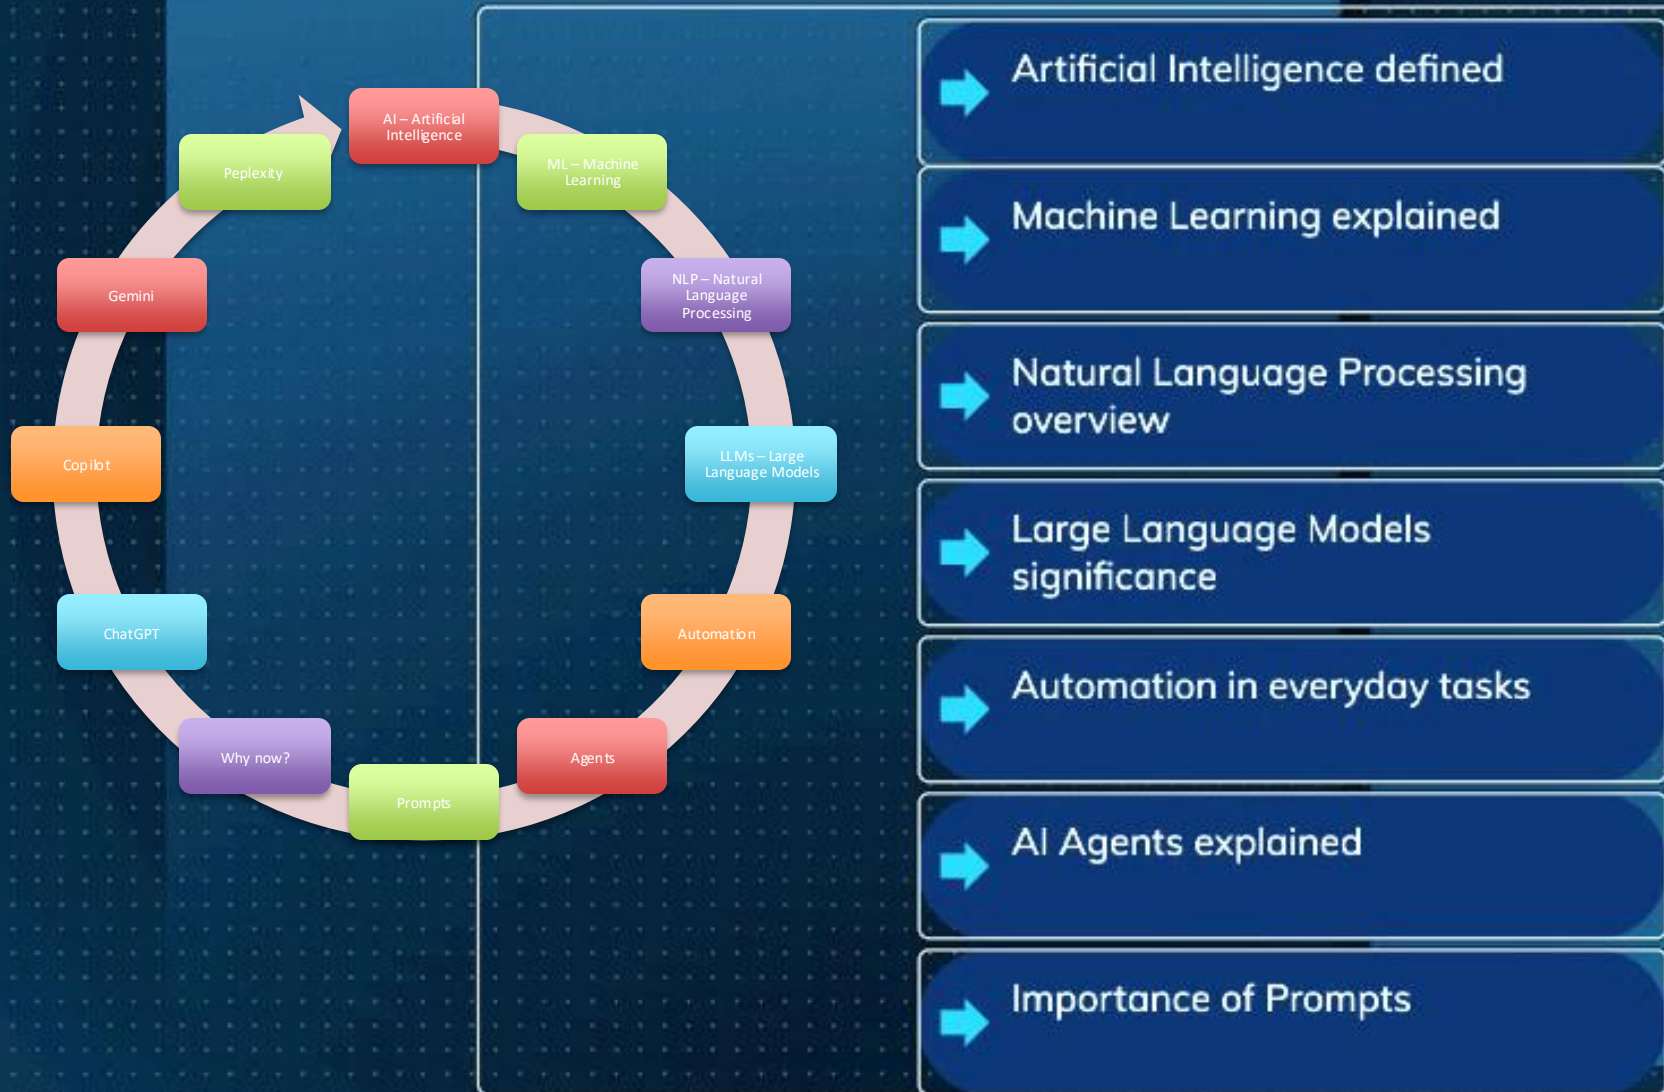 AI – Artificial
Intelligence
ML – Machine
Learning
NLP – Natural
Language
Processing
LLMs – Large
Language Models
Automation
Agents
Prompts
Why now?
ChatGPT
Copilot
Gemini
Peplexity
Artificial Intelligence defined
Machine Learning explained
Natural Language Processing
overview
Large Language Models
significance
Automation in everyday tasks
AI Agents explained
Importance of Prompts